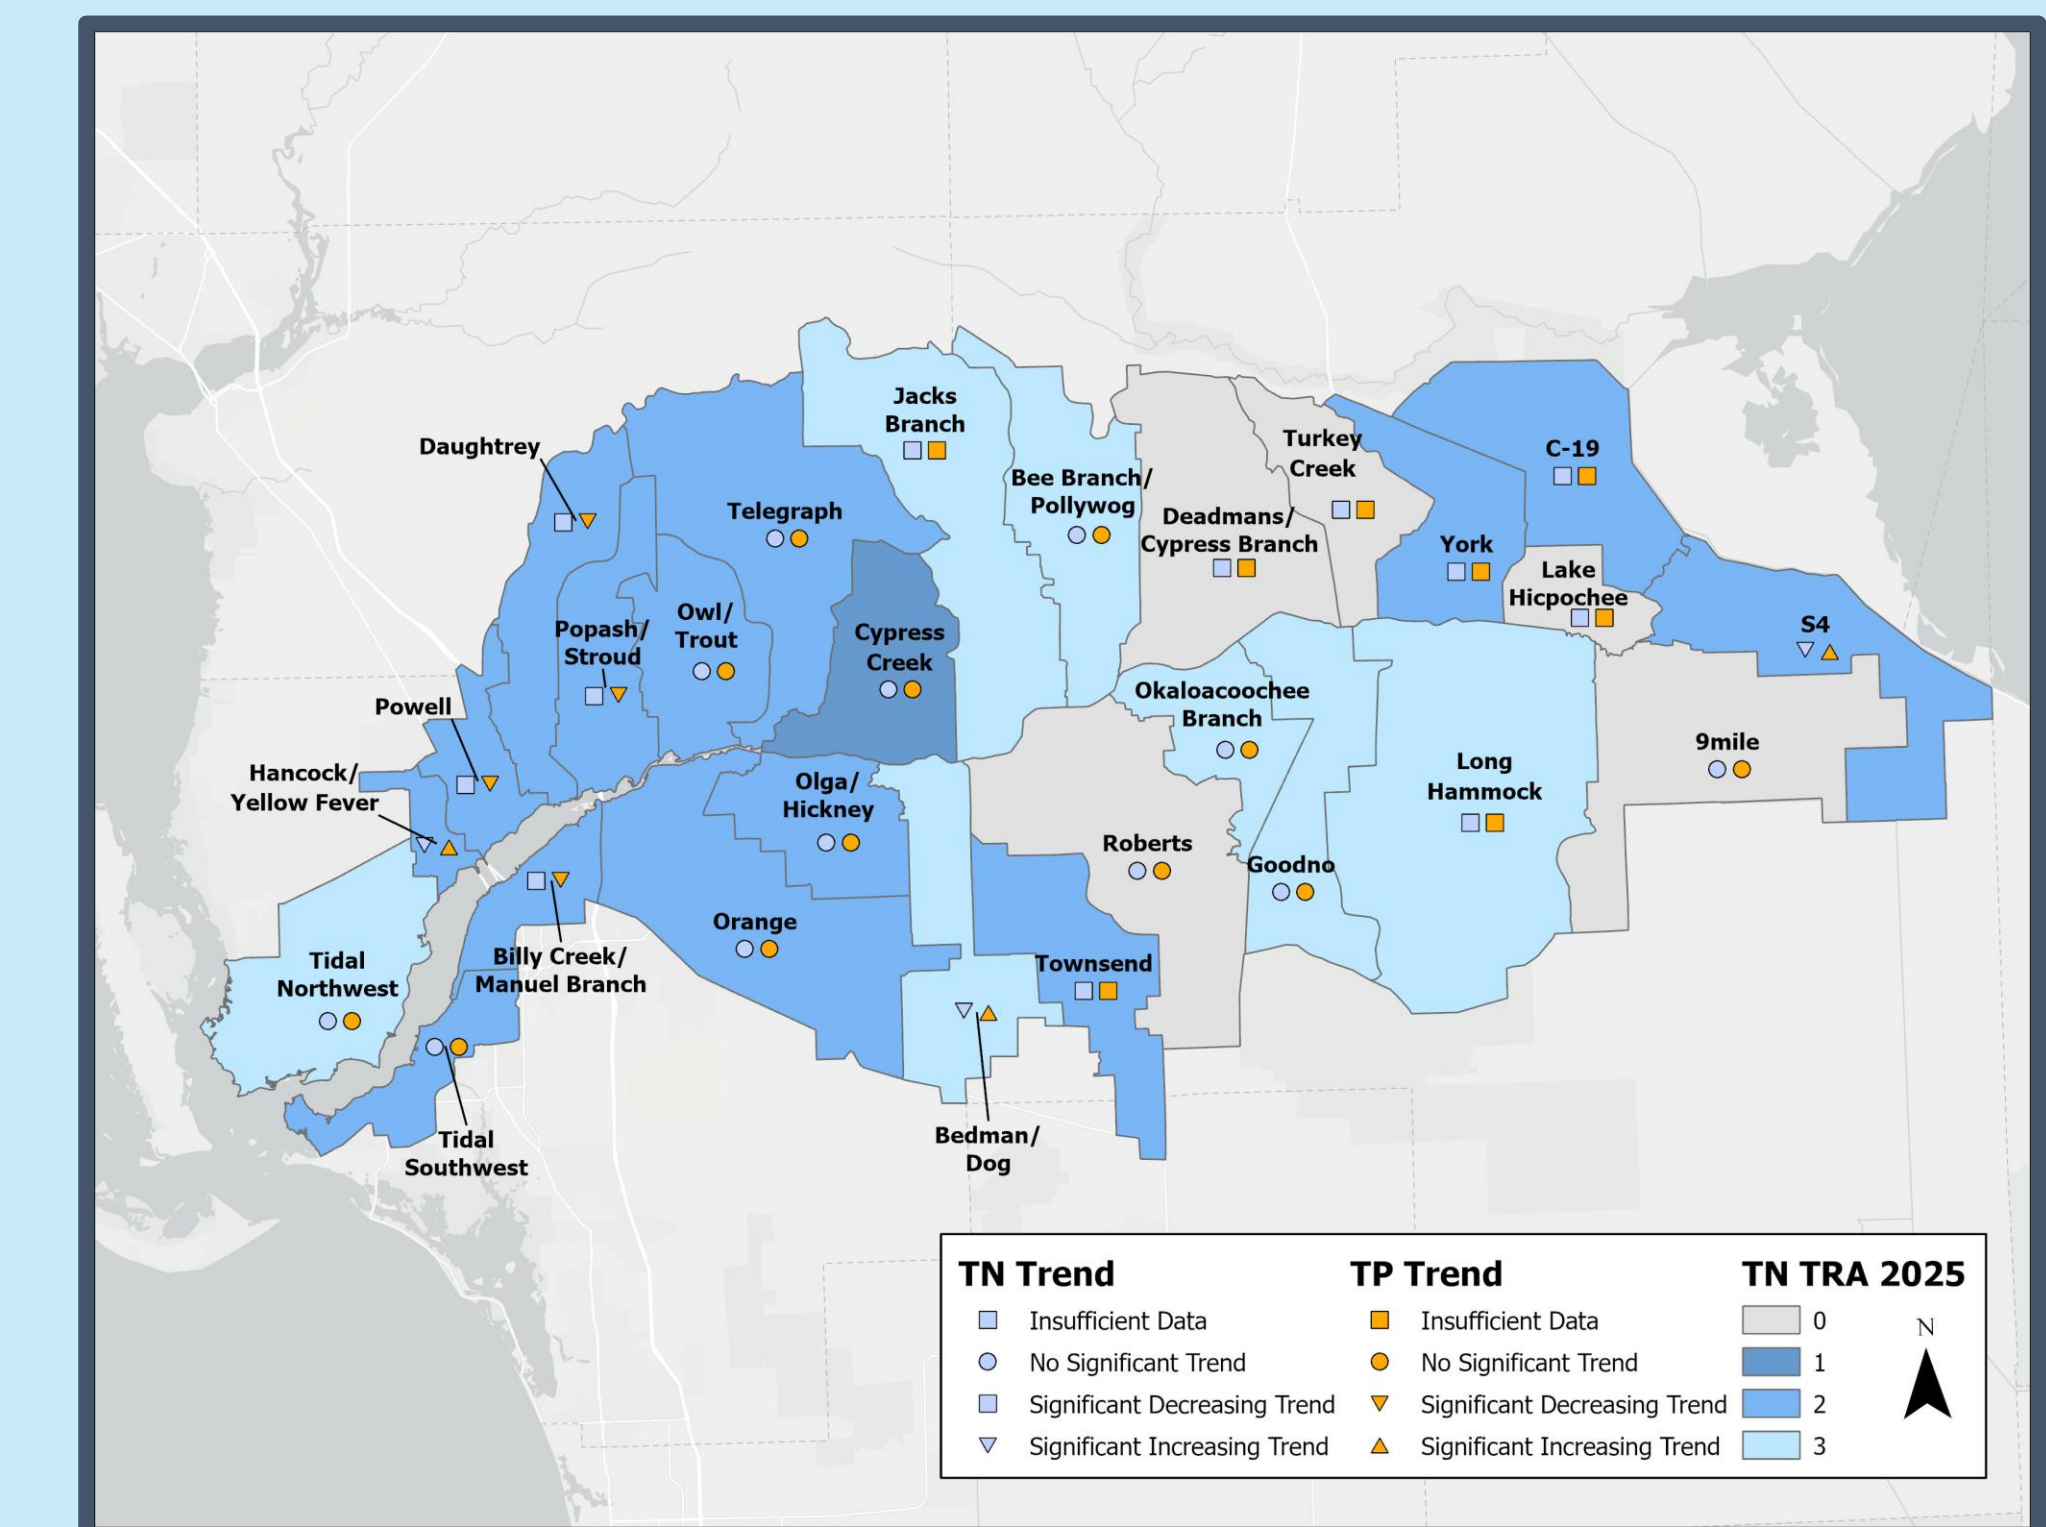 Jacks
Branch
Daughtrey
Turkey
Creek
C-19
Bee Branch/
Pollywog
Telegraph
Deadmans/
Cypress Branch
York
Lake
Hicpochee
Owl/
Trout
Popash/
Stroud
Cypress
Creek
S4
Okaloacoochee
Branch
Powell
9mile
Hancock/
Yellow Fever
Long
Hammock
Olga/
Hickney
Roberts
Goodno
Orange
Billy Creek/
Manuel Branch
Tidal
Northwest
Townsend
Tidal
Southwest
Bedman/
Dog
TN Trend
Insufficient Data
No Significant Trend
Significant Decreasing Trend
Significant Increasing Trend
TP Trend
Insufficient Data
No Significant Trend
Significant Decreasing Trend
Significant Increasing Trend
TN TRA 2025
0
1
2
3
N